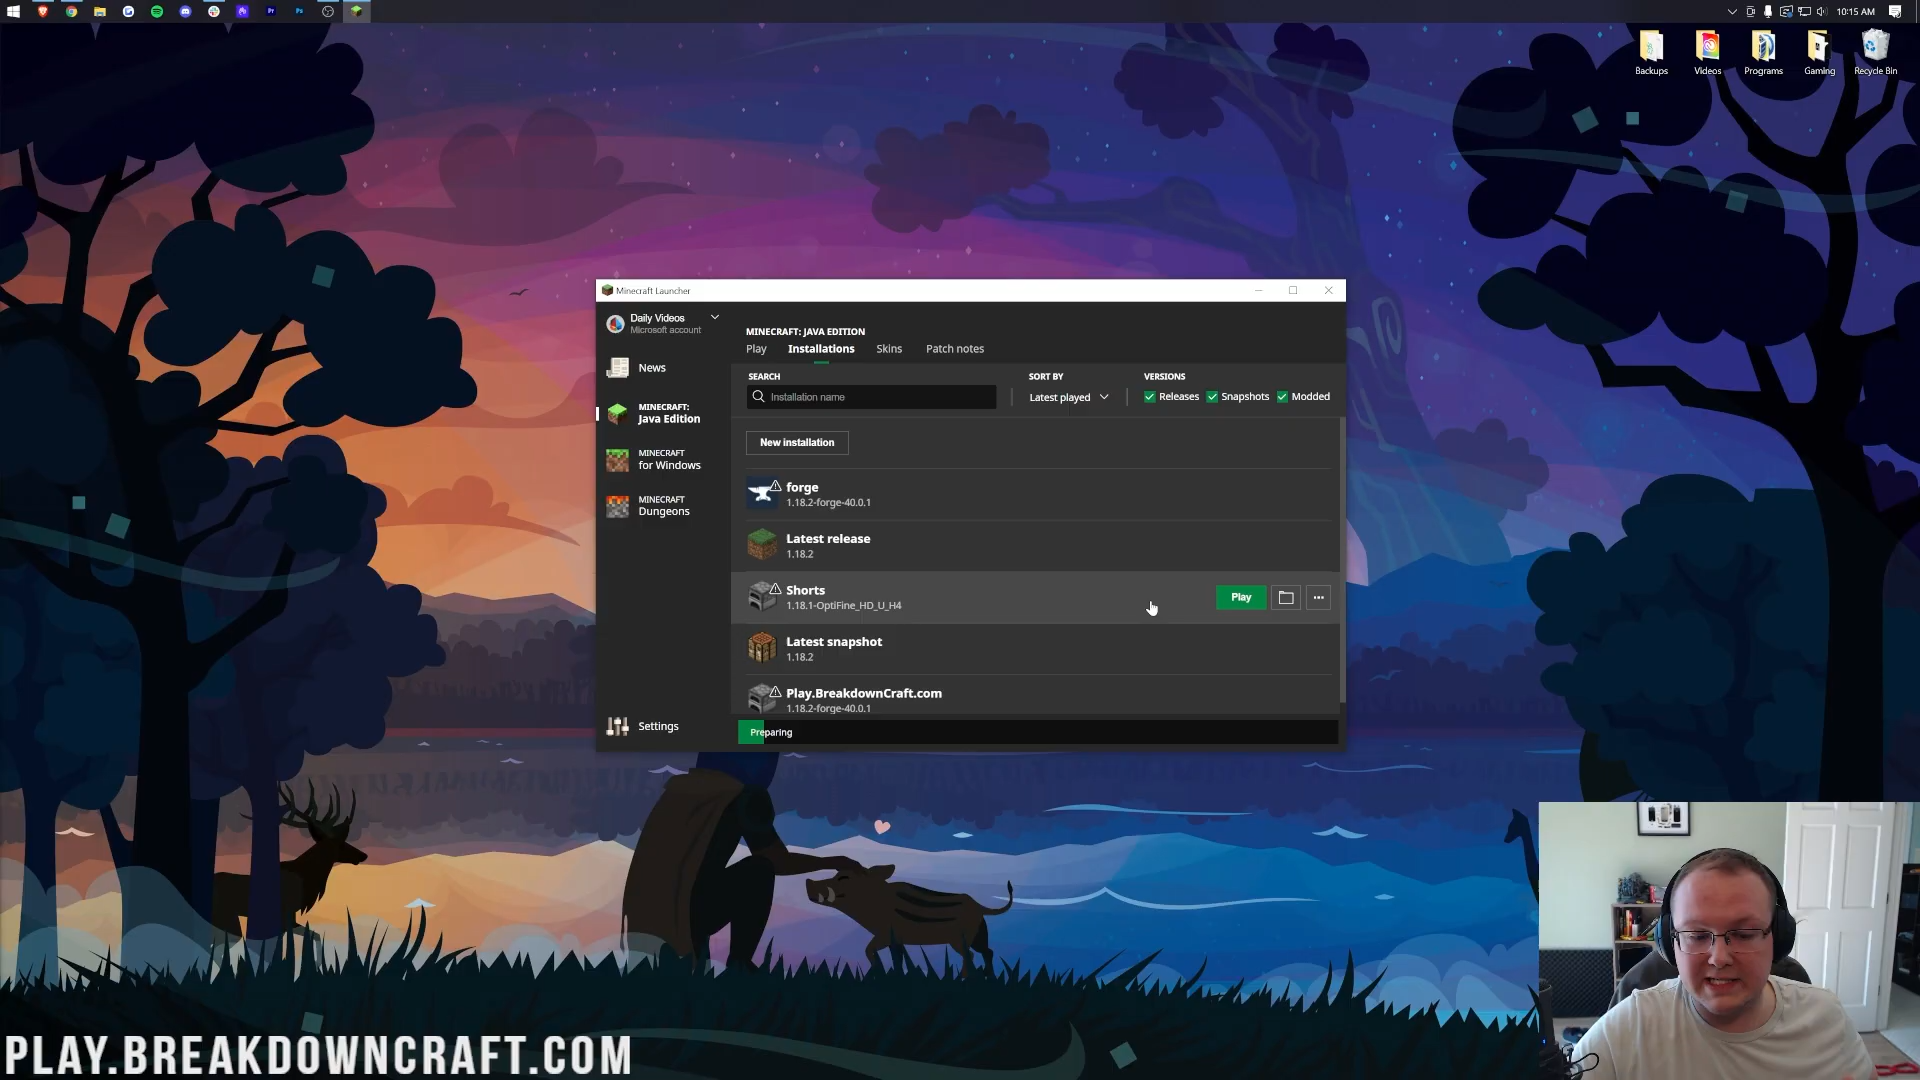 10:15 AM
Backups
Videos
Programs
Gaming
Recycle Bin
Minecraft Launcher
Daily Videos
Microsoft account
News
MINECRAFT:
Java Edition
MINECRAFT
for Windows
MINECRAFT
Dungeons
Settings
MINECRAFT: JAVA EDITION
Play
Installations
Skins
Patch notes
SEARCH
Installation name
SORT BY
Latest played
VERSIONS
Releases
Snapshots
Modded
New installation
forge
1.18.2-forge-40.0.1
Latest release
1.18.2
Shorts
1.18.1-OptiFine_HD_U_H4
Play
Latest snapshot
1.18.2
Play.BreakdownCraft.com
1.18.2-forge-40.0.1
Preparing
PLAY.BREAKDOWNCRAFT.COM